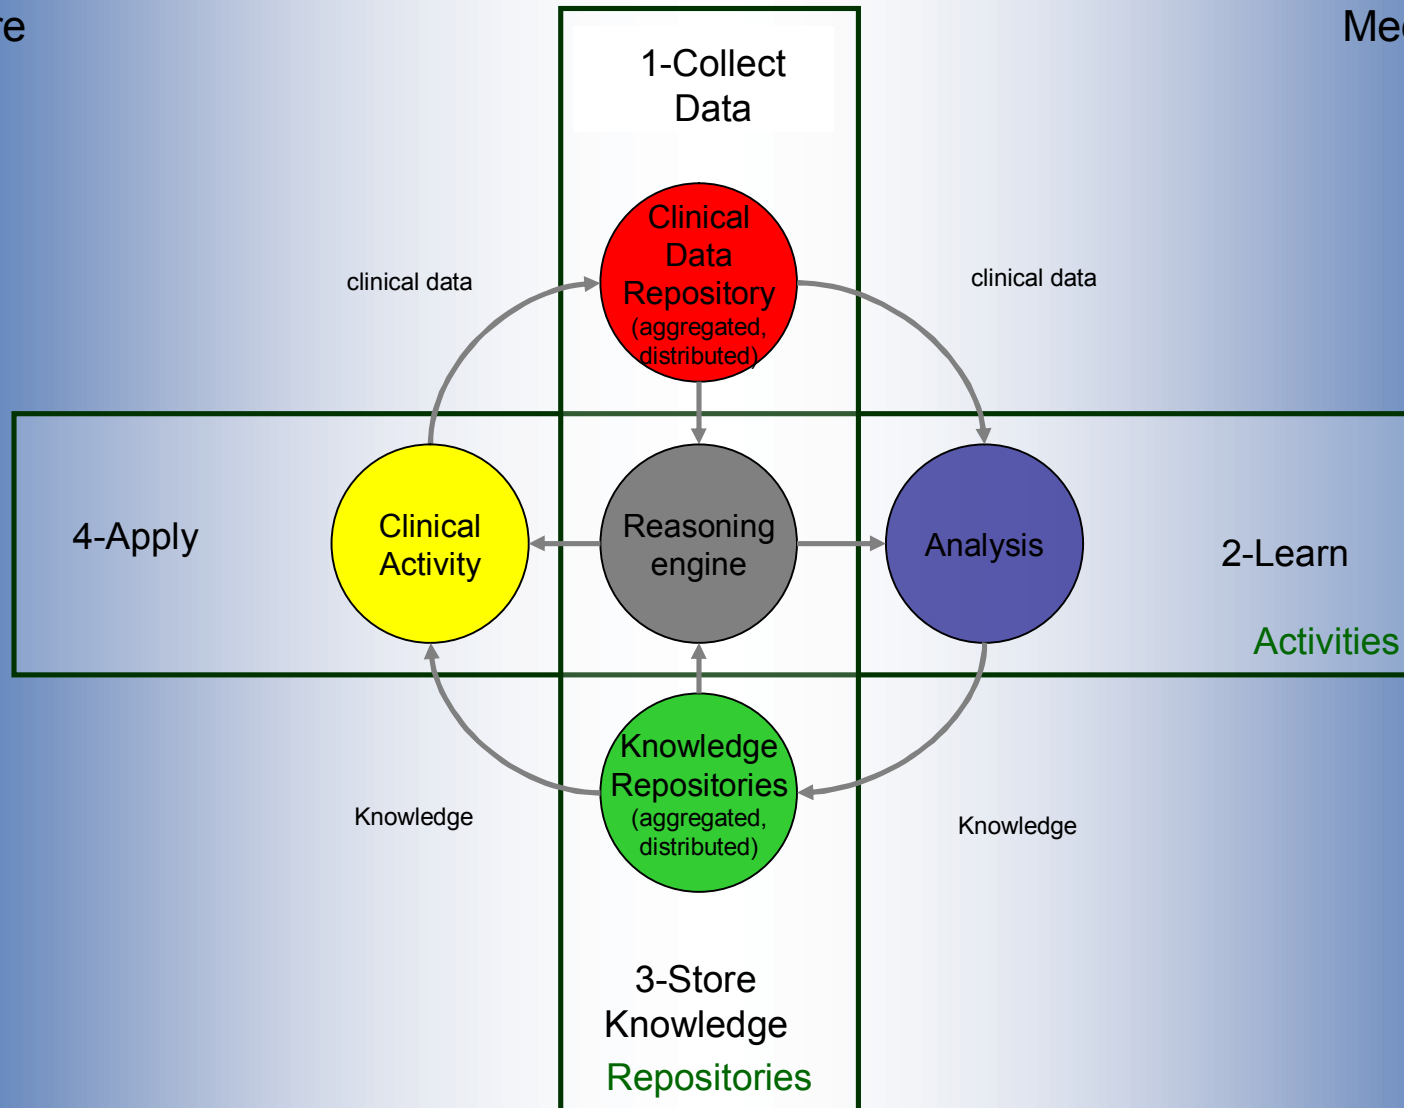 1-Collect
Data
Clinical
Data
Repository
(aggregated,
distributed)
clinical data
clinical data
4-Apply
Clinical
Activity
Reasoning
engine
Analysis
2-Learn
Activities
Knowledge
Repositories
(aggregated,
distributed)
Knowledge
Knowledge
3-Store
Knowledge
Repositories